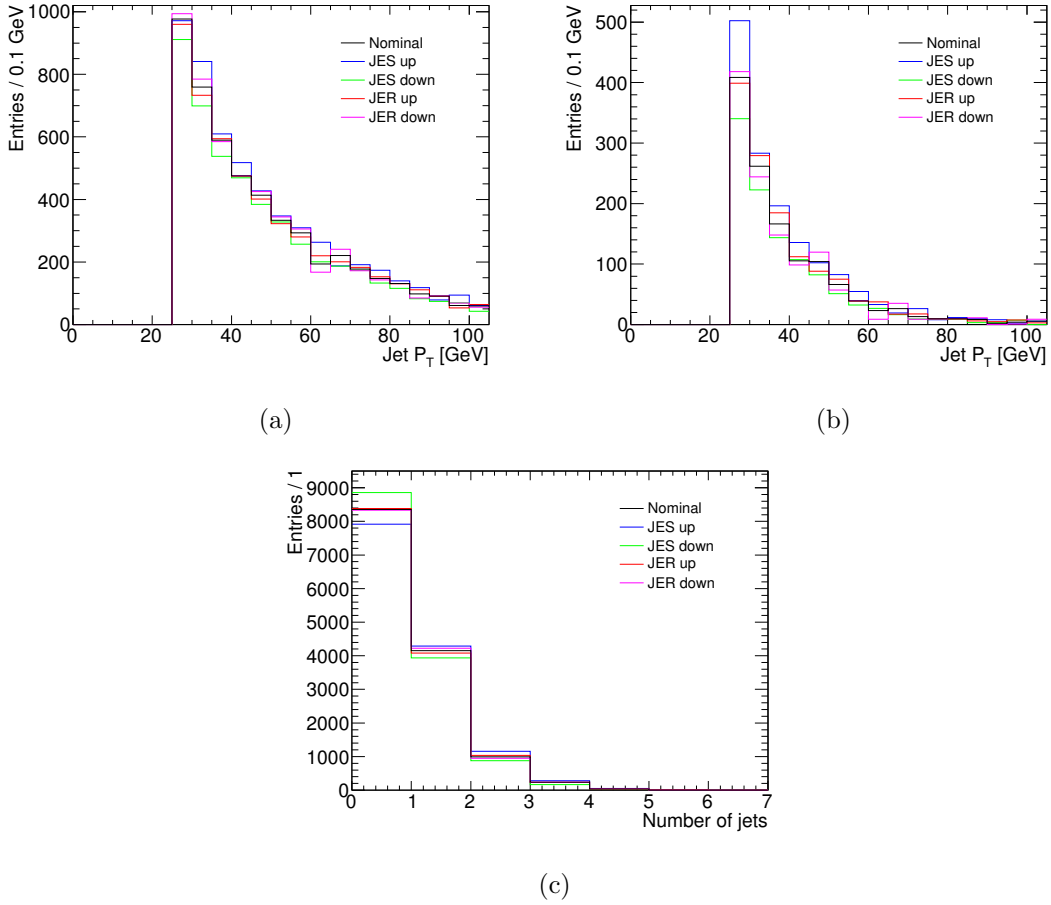 Entries / 0.1 GeV
1000
800
600
400
200
0
0 20 40 60 80 100
Jet P_T [GeV]
Nominal
JES up
JES down
JER up
JER down
(a)
Entries / 0.1 GeV
500
400
300
200
100
0
0 20 40 60 80 100
Jet P_T [GeV]
Nominal
JES up
JES down
JER up
JER down
(b)
Entries / 1
9000
8000
7000
6000
5000
4000
3000
2000
1000
0
0 1 2 3 4 5 6 7
Number of jets
Nominal
JES up
JES down
JER up
JER down
(c)